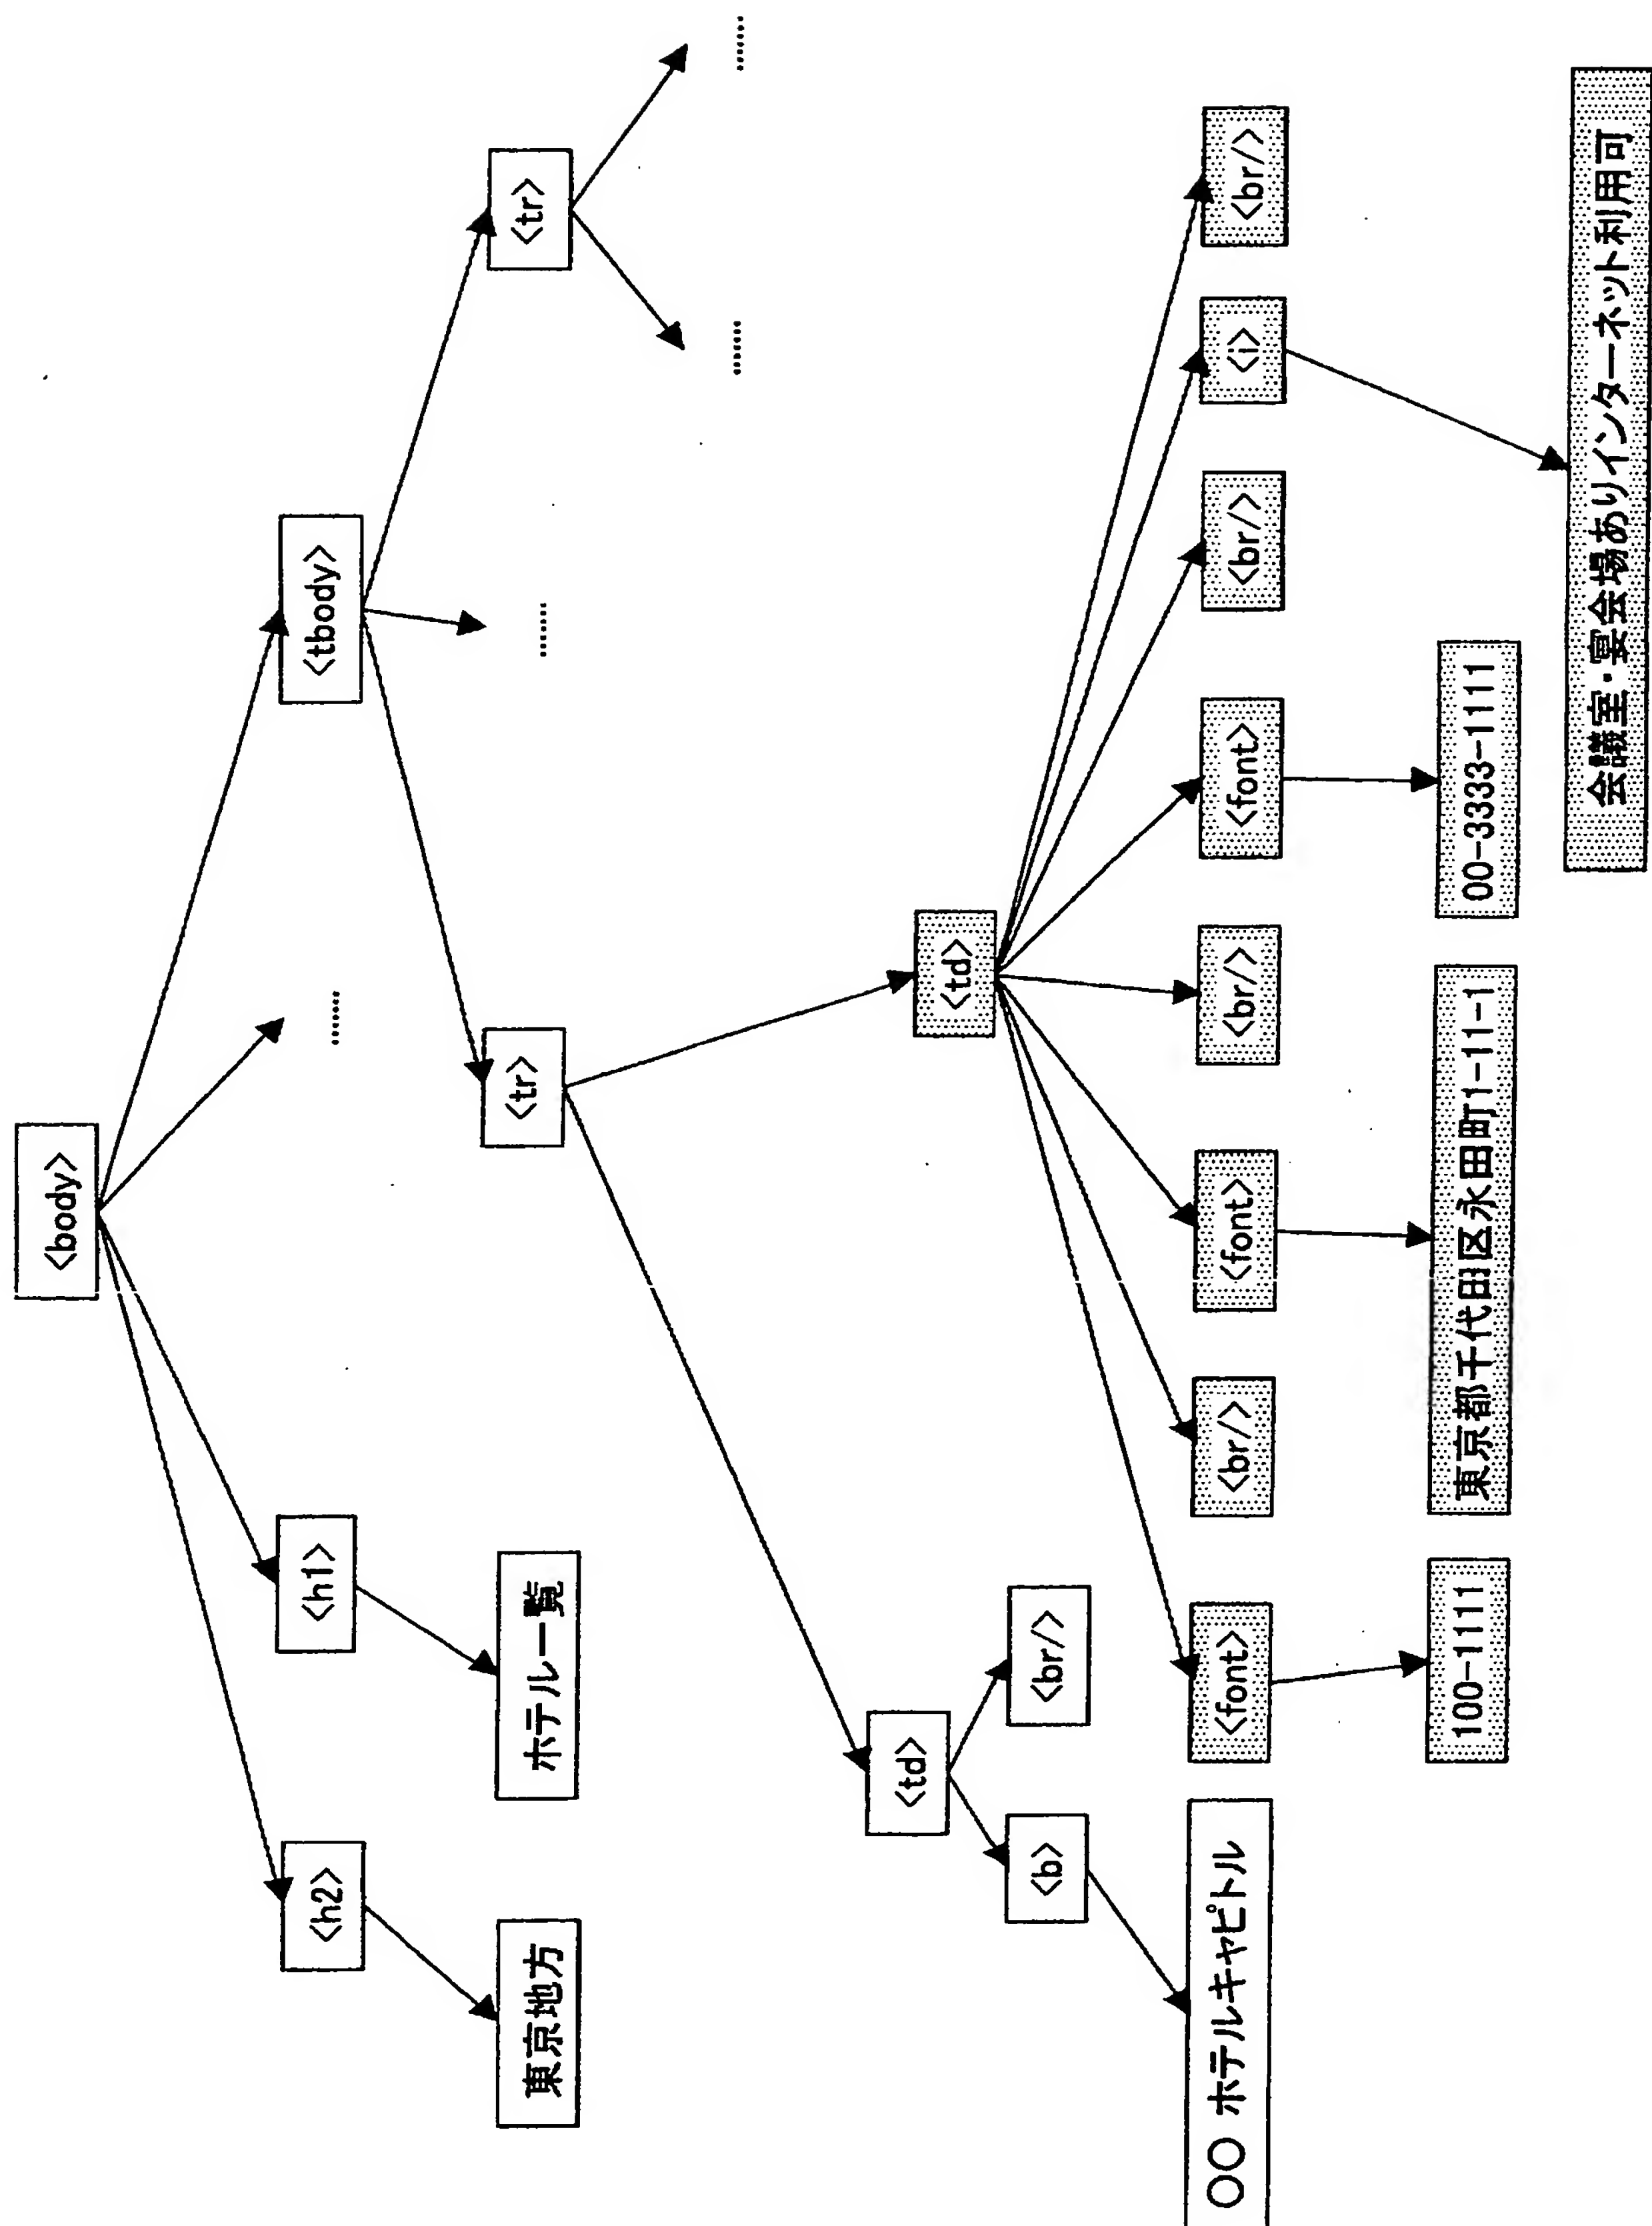 <body>
<h2>
<h1>
......
<tbody>
東京地方
ホテル一覧
<tr>
......
<tr>
......
......
<td>
<td>
<b>
<br/>
○○ ホテルキャピトル
<font>
<br/>
<font>
<br/>
<font>
<br/>
<i>
<br/>
100-1111
東京都千代田区永田町1-11-1
00-3333-1111
会議室・宴会場ありインターネット利用可